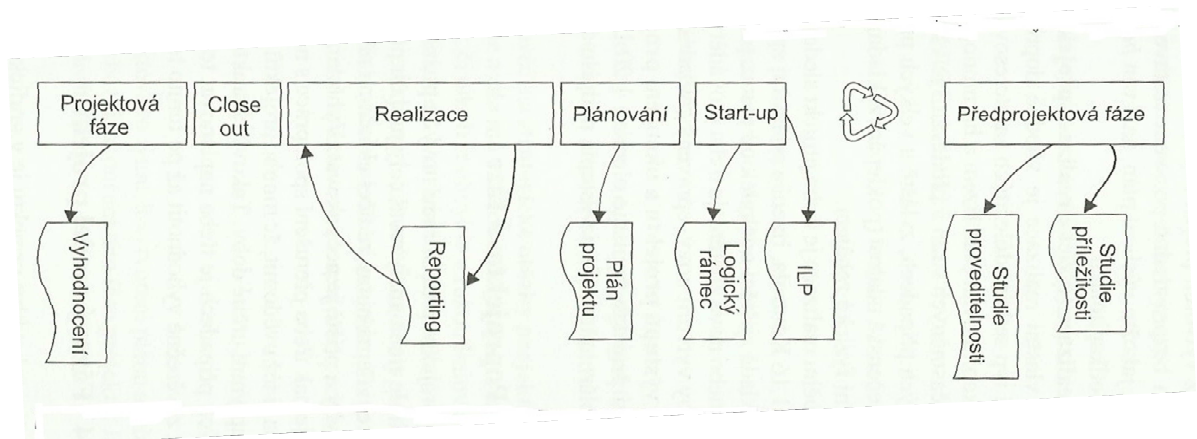 Projektová
fáze
Close
out
Realizace
Plánování
Start-up
Předprojektová fáze
Vyhodnocení
Reporting
Plán
projektu
Logický
rámec
ILP
Studie
proveditelnosti
Studie
příležitosti